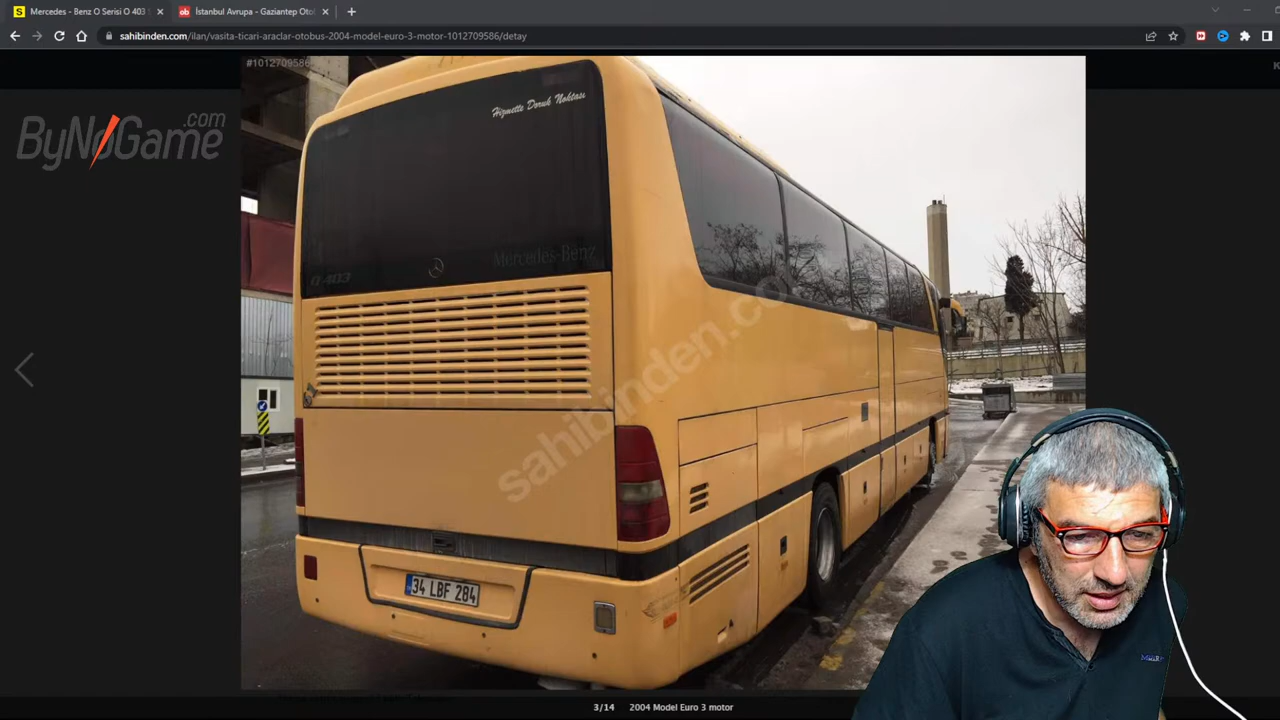 Mercedes - Benz O Serisi O 403
İstanbul Avrupa - Gaziantep Oto
sahibinden.com/ilan/vasita-ticari-araclar-otobus-2004-model-euro-3-motor-1012709586/detay
#1012709586
ByNoGame.com
Hizmette Doruk Noktası
Mercedes-Benz
O 403
sahibinden.com
34 LBF 284
3/14 2004 Model Euro 3 motor